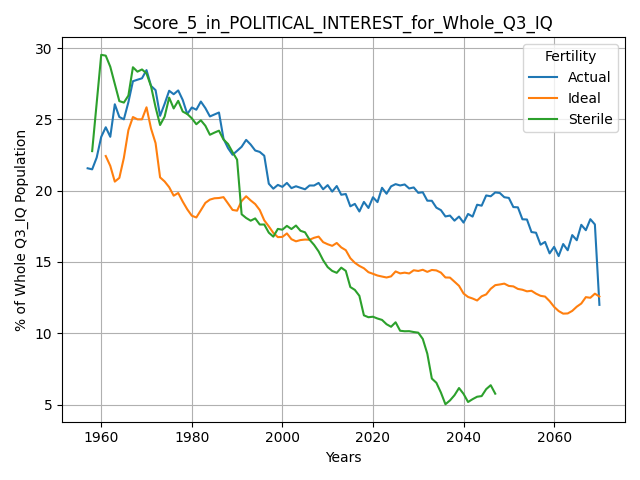 Score_5_in_POLITICAL_INTEREST_for_Whole_Q3_IQ
% of Whole Q3_IQ Population
30
25
20
15
10
5
Fertility
Actual
Ideal
Sterile
1960
1980
2000
2020
2040
2060
Years